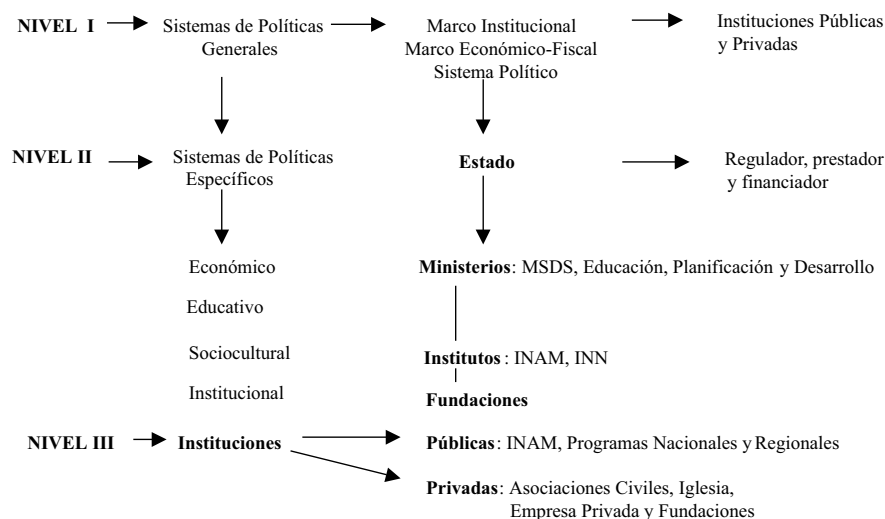 NIVEL I
Sistemas de Políticas
Generales
Marco Institucional
Marco Económico-Fiscal
Sistema Político
Instituciones Públicas
y Privadas
NIVEL II
Sistemas de Políticas
Específicos
Estado
Regulador, prestador
y financiador
Económico
Ministerios: MSDS, Educación, Planificación y Desarrollo
Educativo
Sociocultural
Institutos : INAM, INN
Institucional
Fundaciones
NIVEL III
Instituciones
Públicas: INAM, Programas Nacionales y Regionales
Privadas: Asociaciones Civiles, Iglesia,
Empresa Privada y Fundaciones